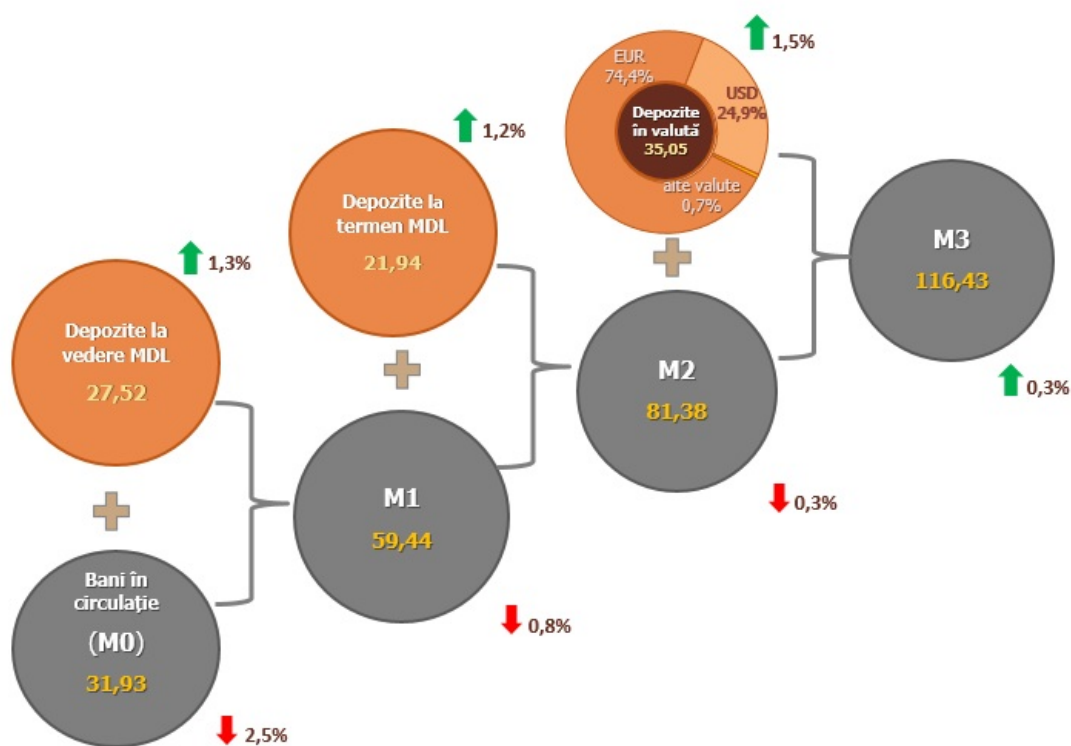 EUR
74,4%
USD
24,9%
Depozite
în valută
35,05
alte valute
0,7%
1,5%
Depozite la
termen MDL
21,94
1,2%
Depozite la
vedere MDL
27,52
1,3%
M3
116,43
0,3%
M2
81,38
0,3%
M1
59,44
0,8%
Bani în
circulație
(M0)
31,93
2,5%